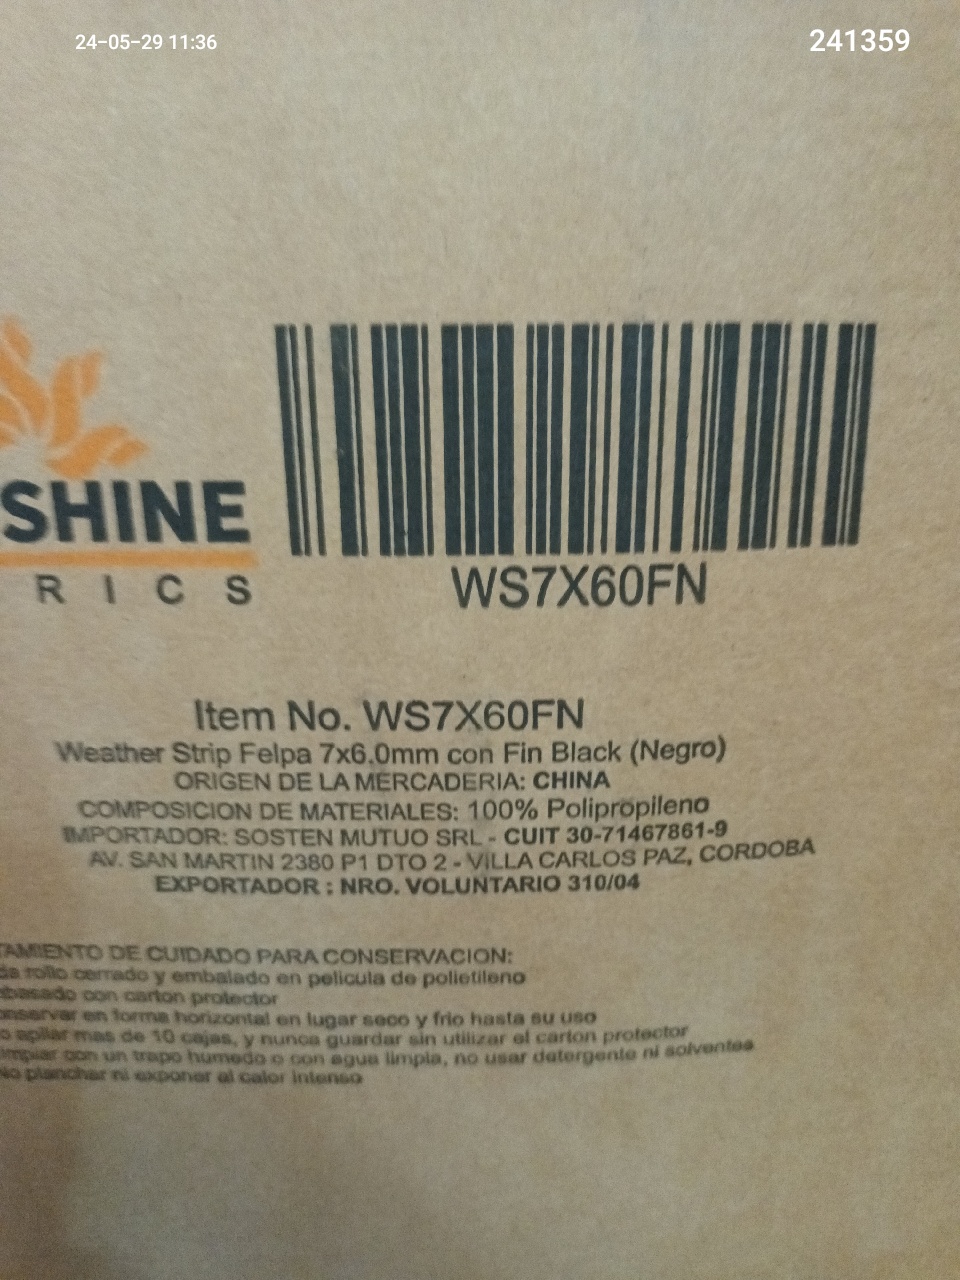 24-05-29 11:36
241359
SHINE
RICS
WS7X60FN
Item No. WS7X60FN
Weather Strip Felpa 7x6.0mm con Fin Black (Negro)
ORIGEN DE LA MERCADERIA: CHINA
COMPOSICION DE MATERIALES: 100% Polipropileno
IMPORTADOR: SOSTEN MUTUO SRL - CUIT 30-71467861-9
AV. SAN MARTIN 2380 P1 DTO 2 - VILLA CARLOS PAZ, CORDOBA
EXPORTADOR : NRO. VOLUNTARIO 310/04
TAMIENTO DE CUIDADO PARA CONSERVACION:
da rollo cerrado y embalado en pelicula de polietileno
con carton protector
onservar en forma horizontal en lugar seco y frio hasta su uso
o apilar mas de 10 cajas, y nunca guardar sin utilizar el carton protector
impiar con un trapo humedo o con agua limpia, no usar detergente ni solventes
No planchar ni exponer al calor intenso